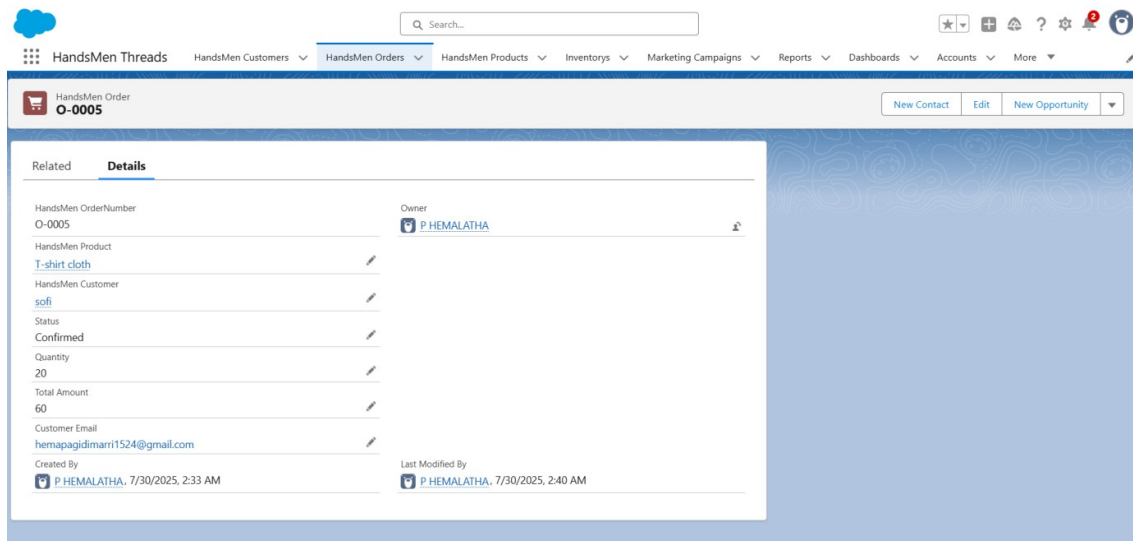 Search...
2
HandsMen Threads HandsMen Customers HandsMen Orders HandsMen Products Inventorys Marketing Campaigns Reports Dashboards Accounts More
HandsMen Order
O-0005
New Contact Edit New Opportunity
Related Details
HandsMen OrderNumber
O-0005
Owner
P HEMALATHA
HandsMen Product
T-shirt cloth
HandsMen Customer
sofi
Status
Confirmed
Quantity
20
Total Amount
60
Customer Email
hemapagidimarri1524@gmail.com
Created By
P HEMALATHA, 7/30/2025, 2:33 AM
Last Modified By
P HEMALATHA, 7/30/2025, 2:40 AM